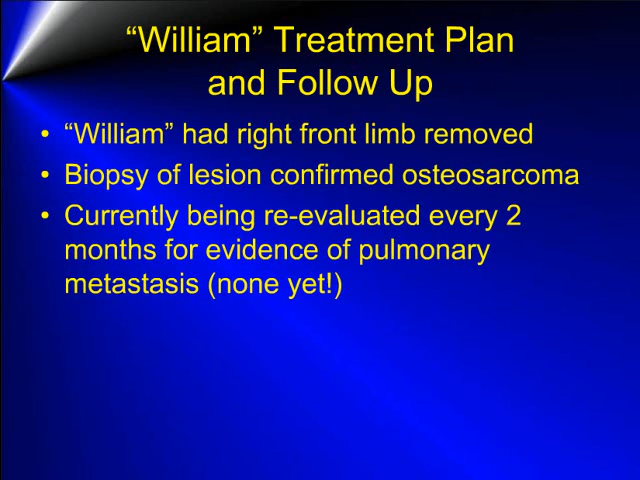 “William” Treatment Plan
and Follow Up
• “William” had right front limb removed
• Biopsy of lesion confirmed osteosarcoma
• Currently being re-evaluated every 2
months for evidence of pulmonary
metastasis (none yet!)